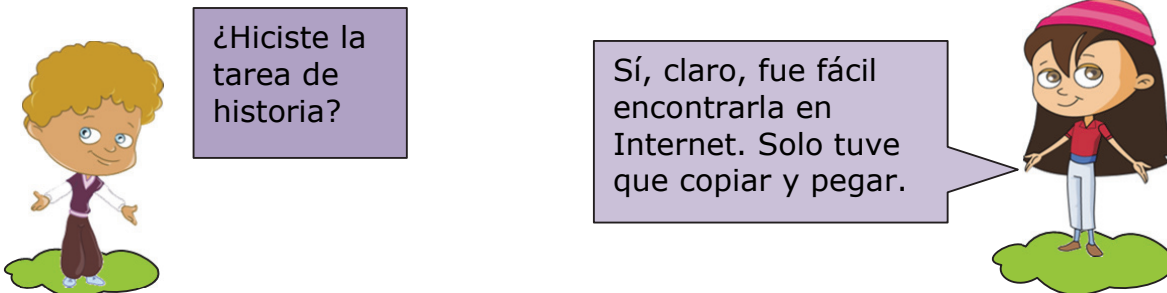 ¿Hiciste la
tarea de
historia?
Sí, claro, fue fácil
encontrarla en
Internet. Solo tuve
que copiar y pegar.